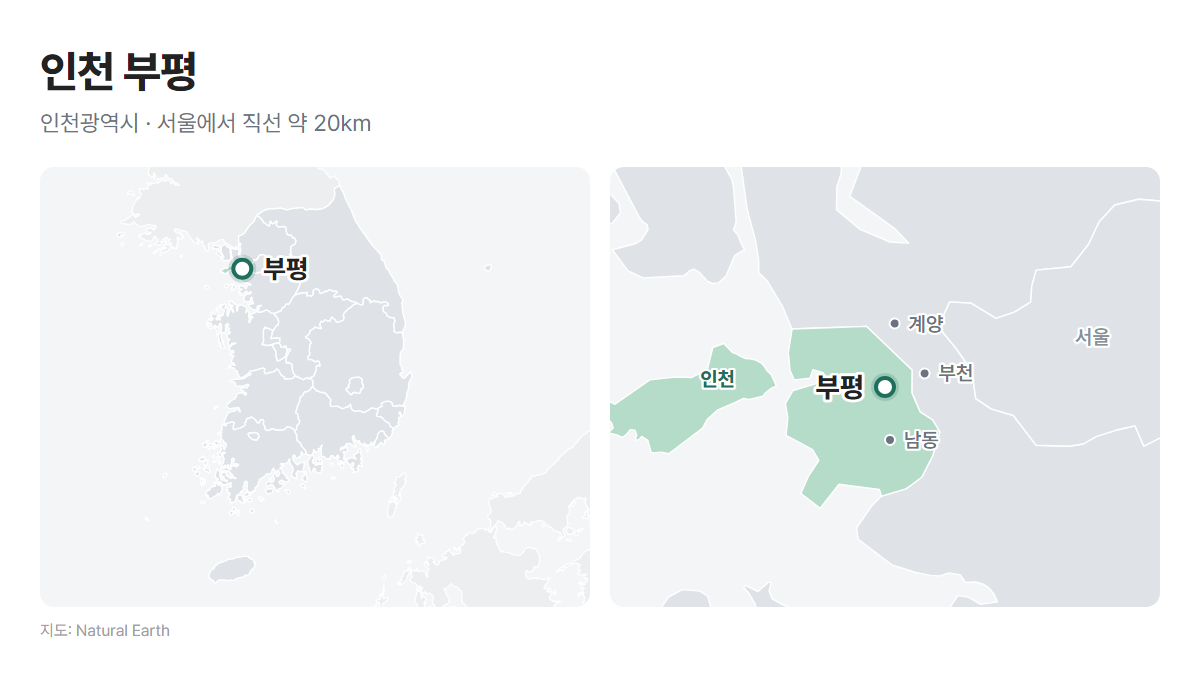 인천 부평
인천광역시 · 서울에서 직선 약 20km
부평
계양
서울
부천
인천
부평
남동
지도: Natural Earth